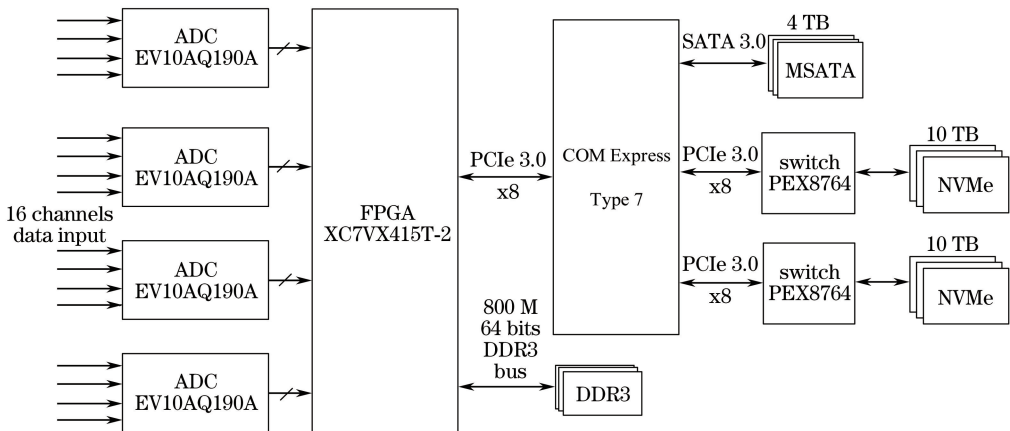 ADC
EV10AQ190A
ADC
EV10AQ190A
16 channels
data input
ADC
EV10AQ190A
ADC
EV10AQ190A
FPGA
XC7VX415T-2
PCIe 3.0
x8
800 M
64 bits
DDR3
bus
DDR3
COM Express
Type 7
SATA 3.0
4 TB
MSATA
PCIe 3.0
x8
switch
PEX8764
10 TB
NVMe
PCIe 3.0
x8
switch
PEX8764
10 TB
NVMe